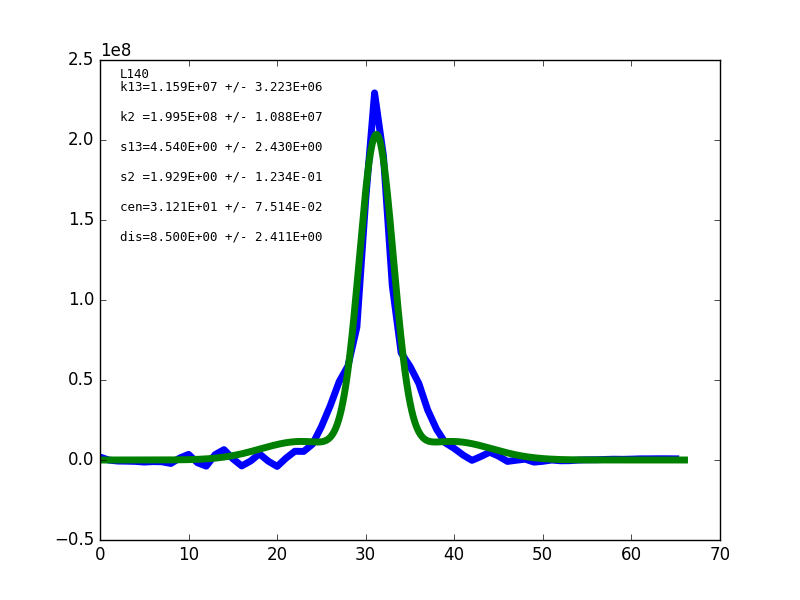 1e8
2.5
2.0
1.5
1.0
0.5
0.0
−0.5
L140
k13=1.159E+07 +/- 3.223E+06
k2 =1.995E+08 +/- 1.088E+07
s13=4.540E+00 +/- 2.430E+00
s2 =1.929E+00 +/- 1.234E-01
cen=3.121E+01 +/- 7.514E-02
dis=8.500E+00 +/- 2.411E+00
0 10 20 30 40 50 60 70